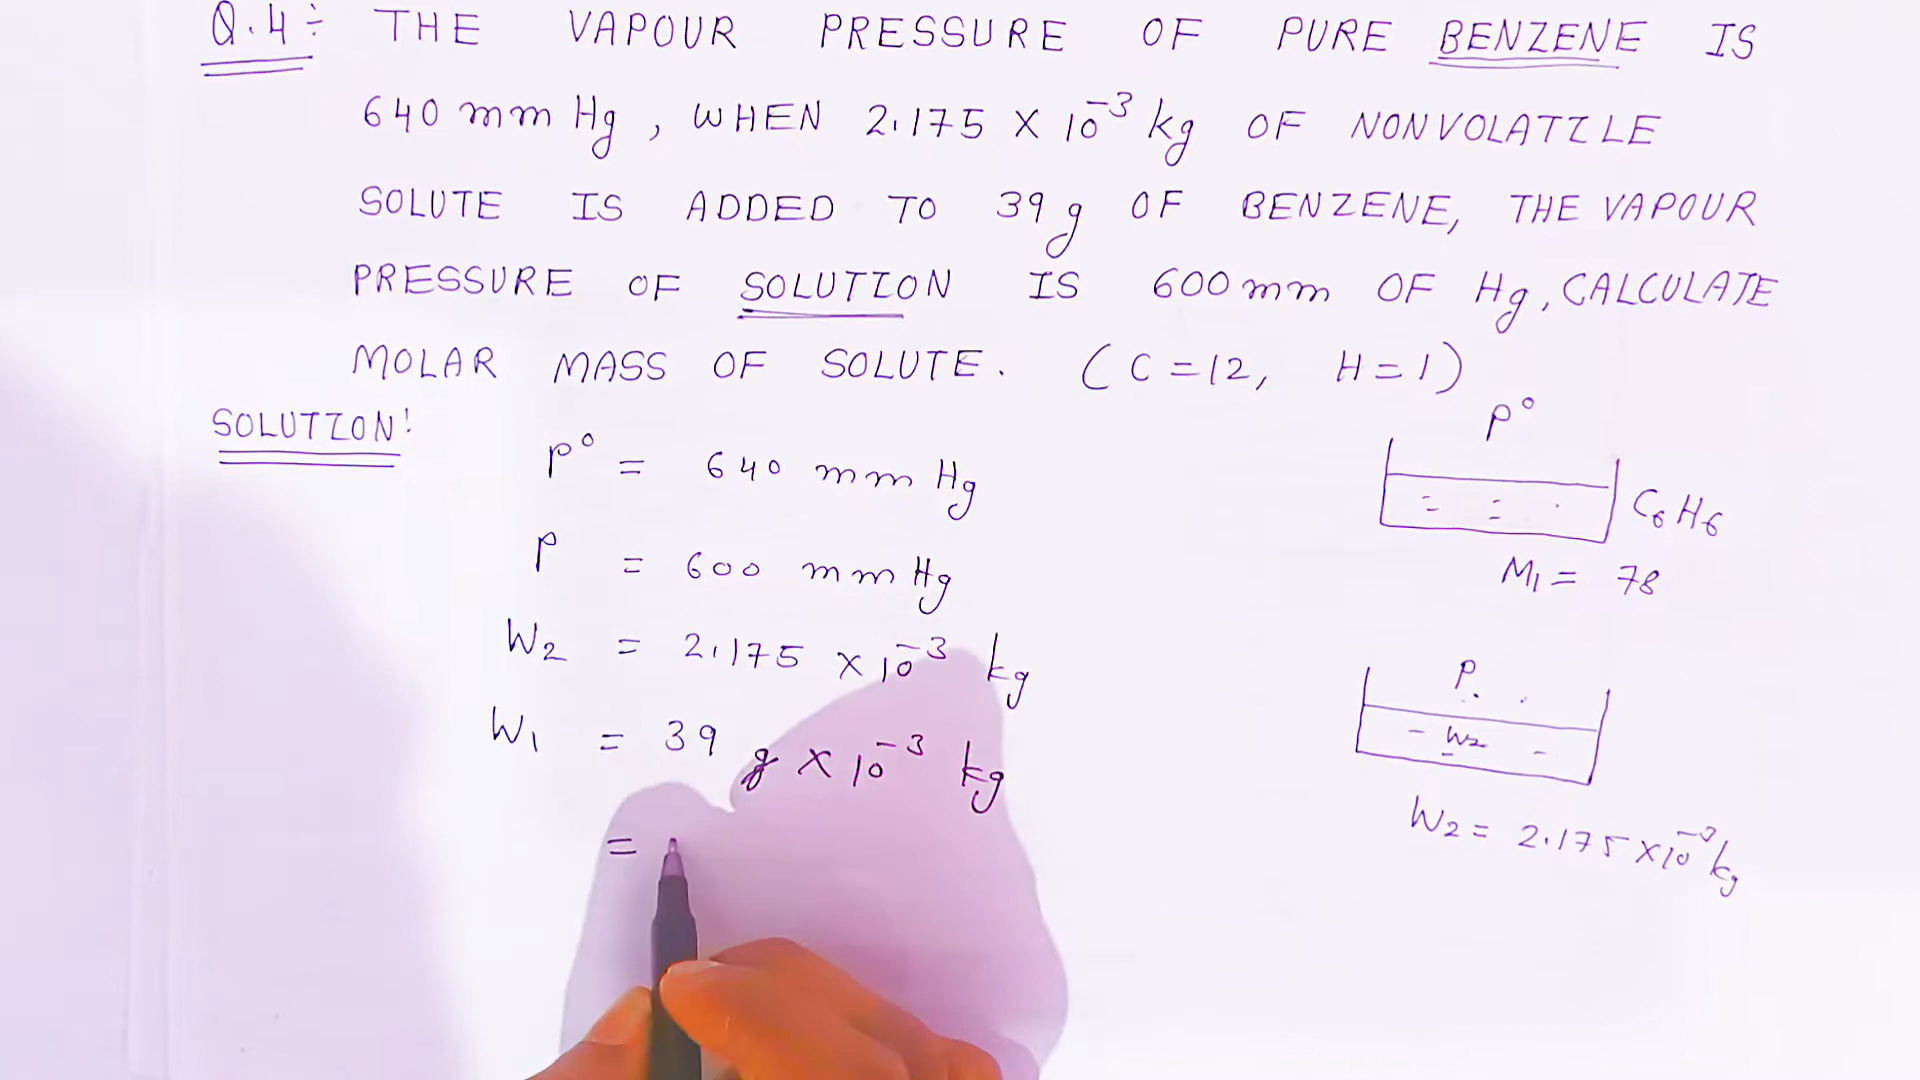 Q.4÷ THE VAPOUR PRESSURE OF PURE BENZENE IS
640 mm Hg, WHEN 2.175 X 10⁻³ kg OF NONVOLATILE
SOLUTE IS ADDED TO 39 g OF BENZENE, THE VAPOUR
PRESSURE OF SOLUTION IS 600 mm OF Hg, CALCULATE
MOLAR MASS OF SOLUTE. (C = 12, H = 1)
SOLUTION!
P° = 640 mm Hg
P = 600 mm Hg
W₂ = 2.175 × 10⁻³ kg
W₁ = 39 g × 10⁻³ kg
=
P°
C₆H₆
M₁ = 78
P.
W₂
W₂ = 2.175 × 10⁻³ kg